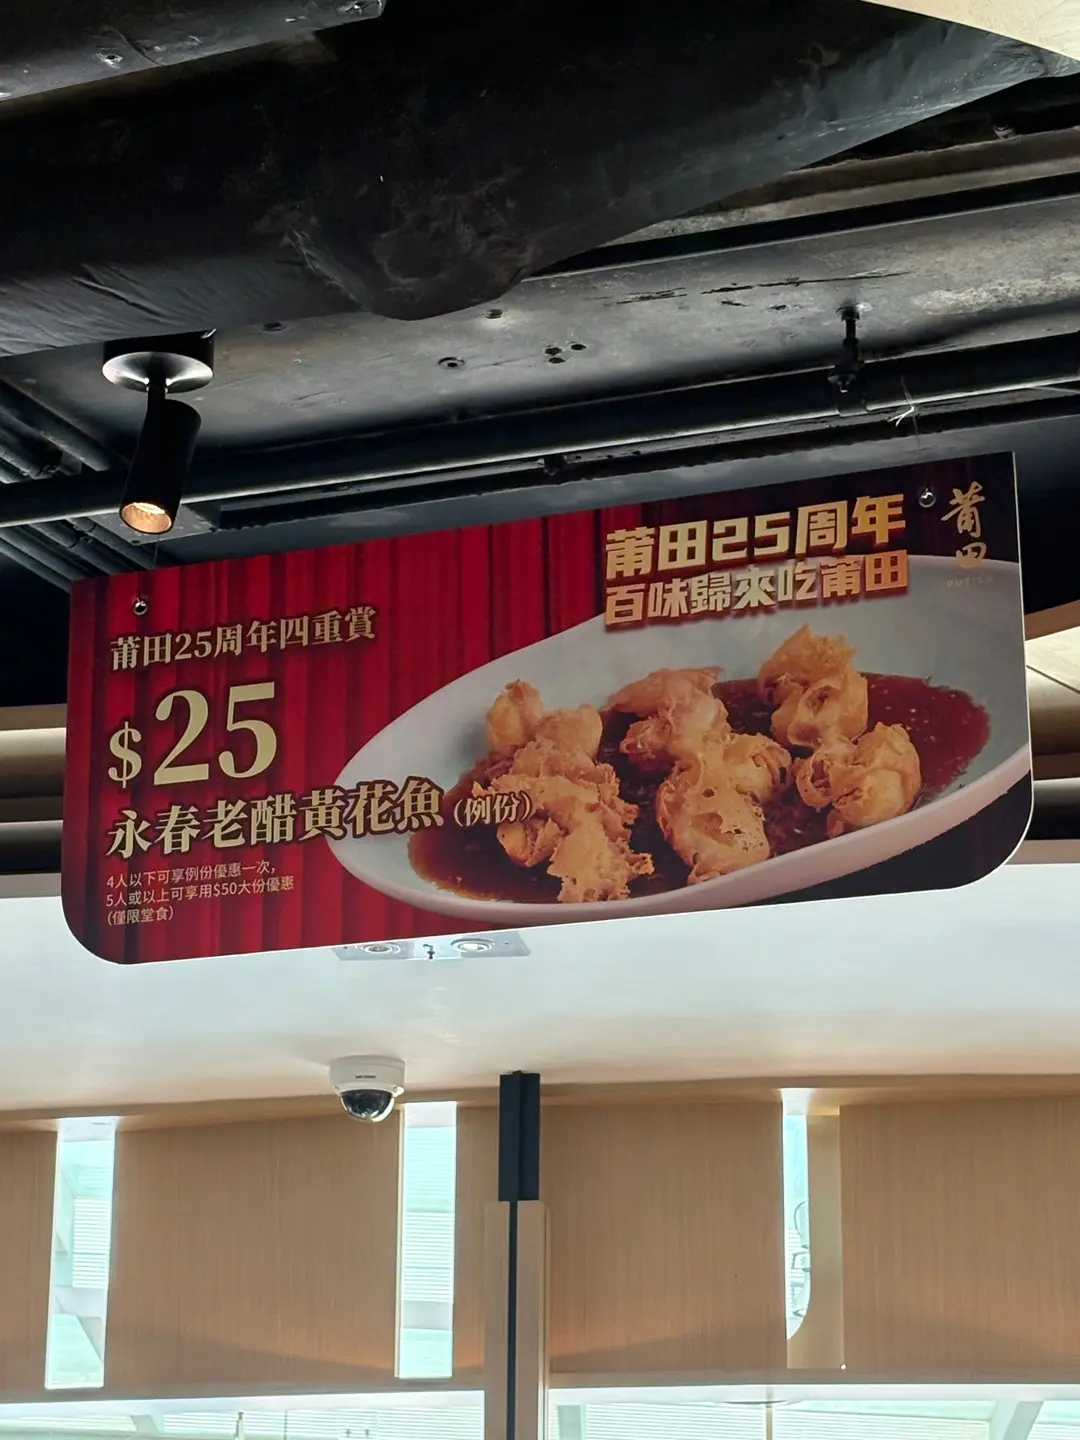 莆田25周年
百味歸來吃莆田
莆田
PUTIEN
莆田25周年四重賞
$25
永春老醋黃花魚(例份)
4人以下可享例份優惠一次，
5人或以上可享用$50大份優惠
(僅限堂食)